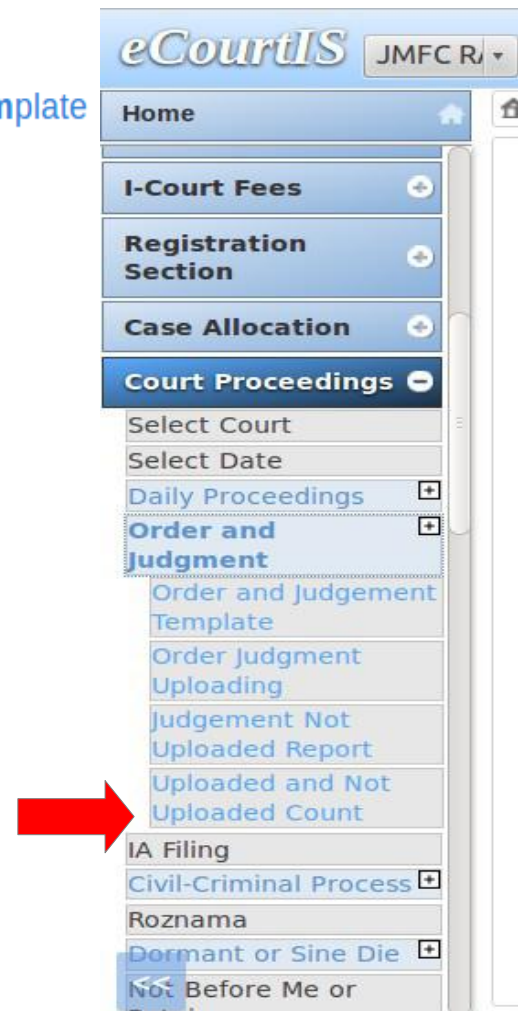 eCourtIS JMFC RA
mplate
Home
I-Court Fees
Registration
Section
Case Allocation
Court Proceedings
Select Court
Select Date
Daily Proceedings
Order and
Judgment
Order and Judgement
Template
Order Judgment
Uploading
Judgement Not
Uploaded Report
Uploaded and Not
Uploaded Count
IA Filing
Civil-Criminal Process
Roznama
Dormant or Sine Die
<<
Not Before Me or